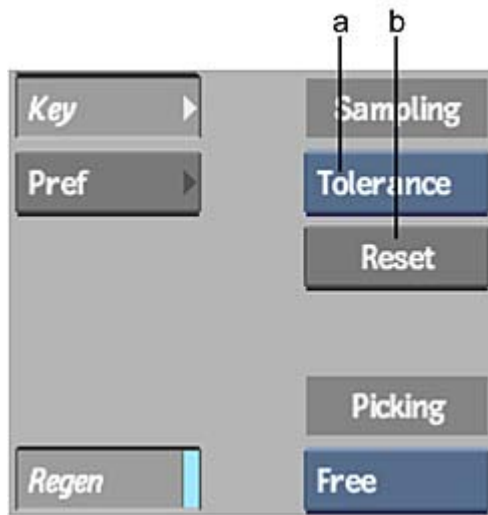 a b
Key Sampling
Pref Tolerance
Reset
Picking
Regen Free